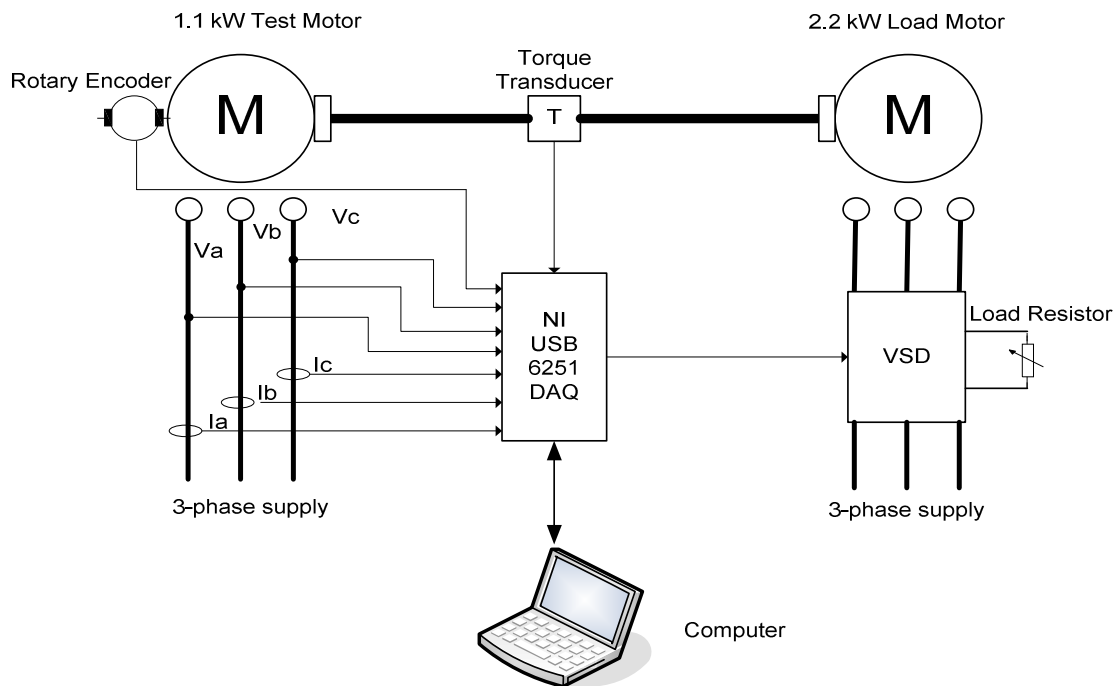 1.1 kW Test Motor
2.2 kW Load Motor
Rotary Encoder
Torque
Transducer
M
T
M
Va
Vb
Vc
NI
USB
6251
DAQ
Ic
Ib
Ia
VSD
Load Resistor
3-phase supply
3-phase supply
Computer